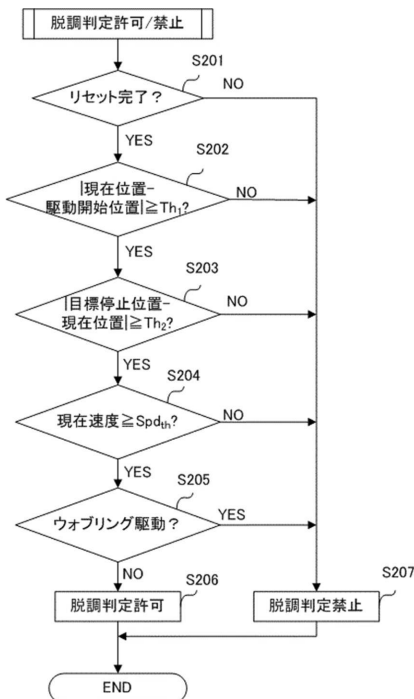 脱調判定許可/禁止
S201
リセット完了？
NO
YES
S202
|現在位置-
駆動開始位置|≧Th₁?
NO
YES
S203
|目標停止位置-
現在位置|≧Th₂?
NO
YES
S204
現在速度≧Spdth?
NO
YES
S205
ウォブリング駆動？
YES
NO
S206
脱調判定許可
S207
脱調判定禁止
END